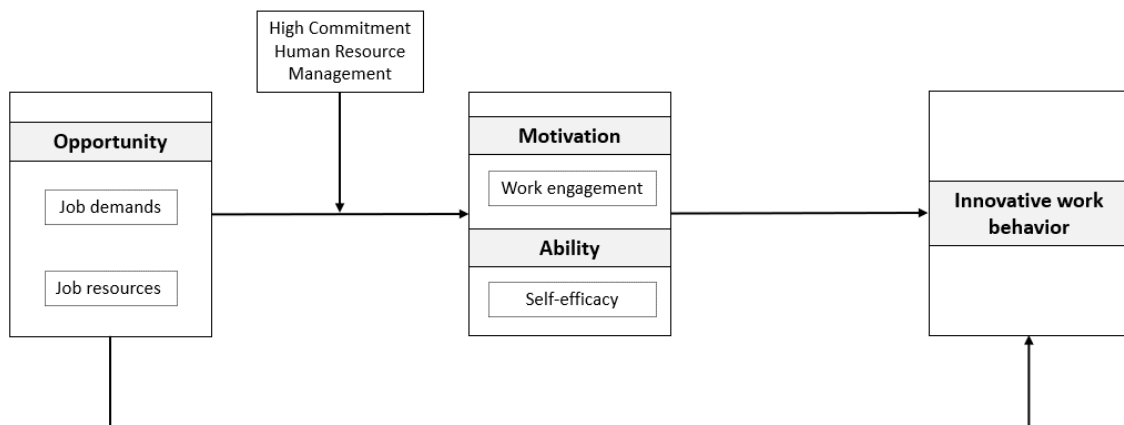 High Commitment
Human Resource
Management
Opportunity
Job demands
Job resources
Motivation
Work engagement
Ability
Self-efficacy
Innovative work
behavior